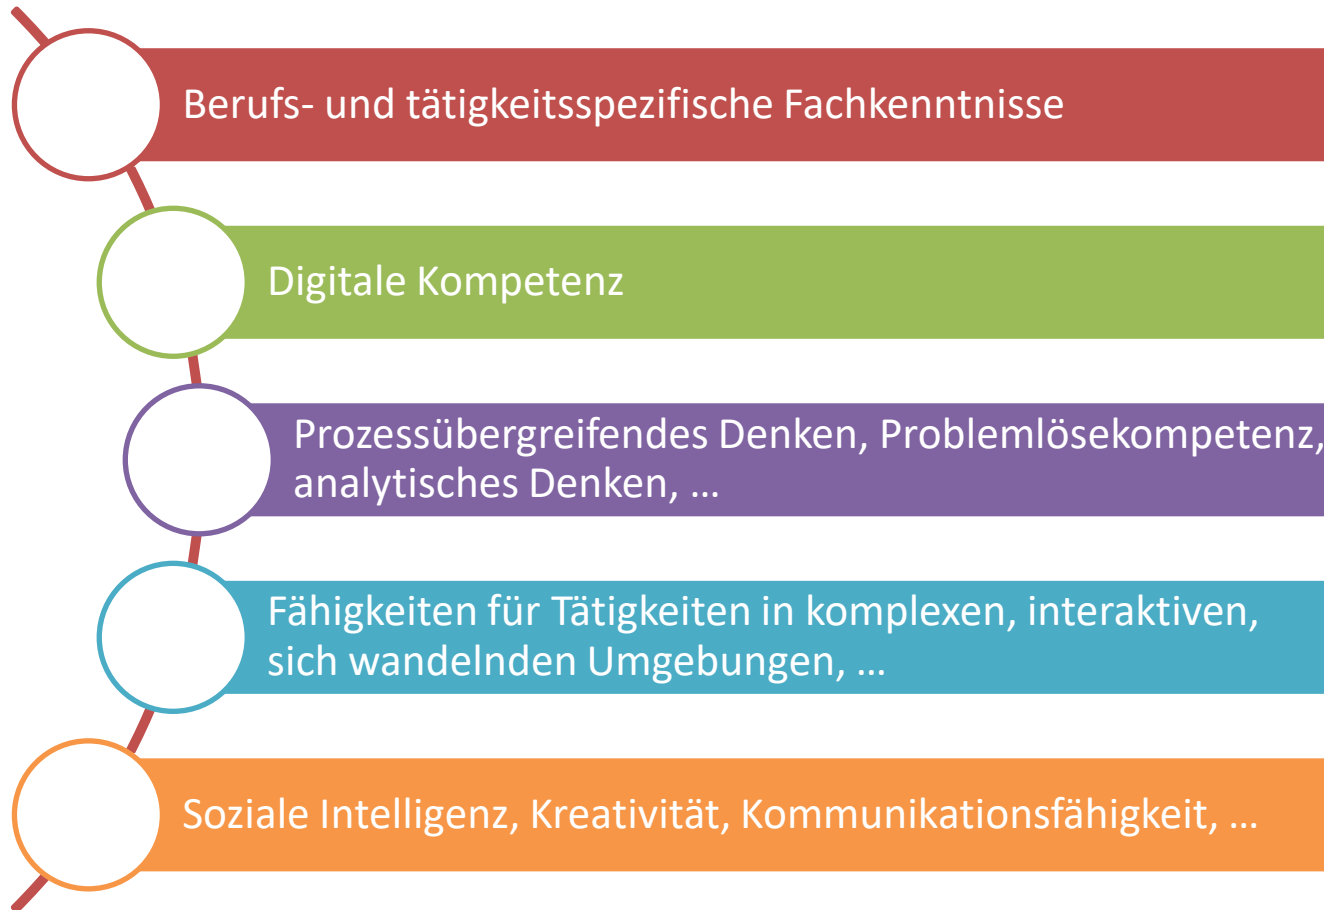 Berufs- und tätigkeitsspezifische Fachkenntnisse
Digitale Kompetenz
Prozessübergreifendes Denken, Problemlösekompetenz,
analytisches Denken, …
Fähigkeiten für Tätigkeiten in komplexen, interaktiven,
sich wandelnden Umgebungen, …
Soziale Intelligenz, Kreativität, Kommunikationsfähigkeit, …